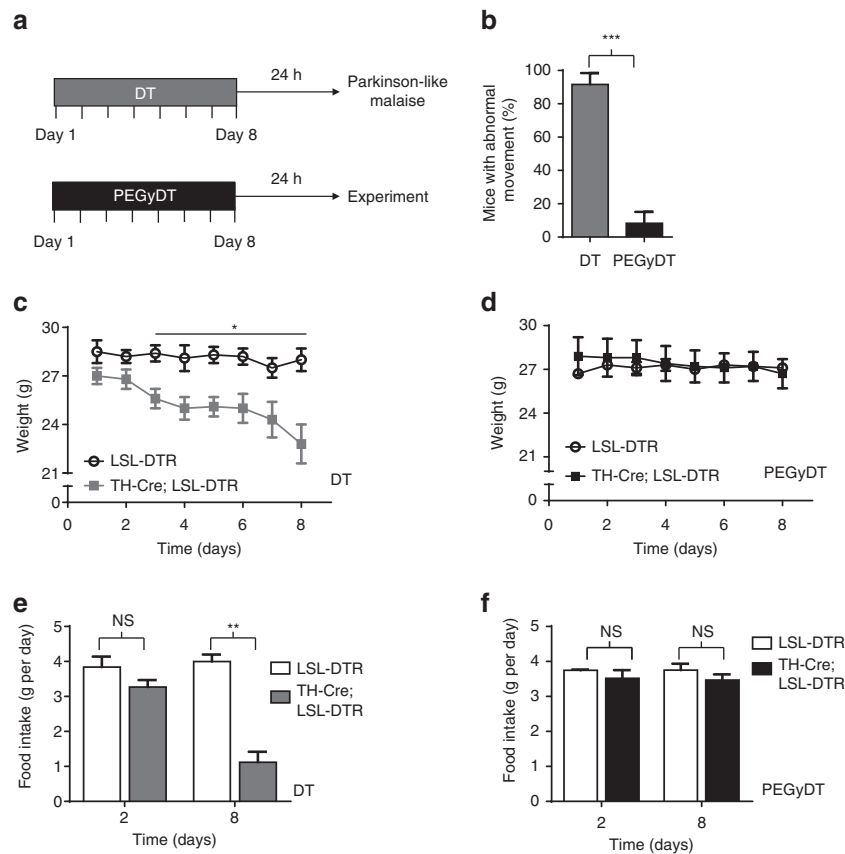 a
DT
24 h
Parkinson-like
malaise
Day 1
Day 8
PEGyDT
24 h
Experiment
Day 1
Day 8
b
***
Mice with abnormal
movement (%)
100
80
60
40
20
0
DT
PEGyDT
c
*
Weight (g)
30
27
24
21
0
LSL-DTR
TH-Cre; LSL-DTR
DT
0 2 4 6 8
Time (days)
d
Weight (g)
30
27
24
21
0
LSL-DTR
TH-Cre; LSL-DTR
PEGyDT
0 2 4 6 8
Time (days)
e
Food intake (g per day)
5
4
3
2
1
0
NS
**
LSL-DTR
TH-Cre;
LSL-DTR
DT
2 8
Time (days)
f
Food intake (g per day)
5
4
3
2
1
0
NS
NS
LSL-DTR
TH-Cre;
LSL-DTR
PEGyDT
2 8
Time (days)